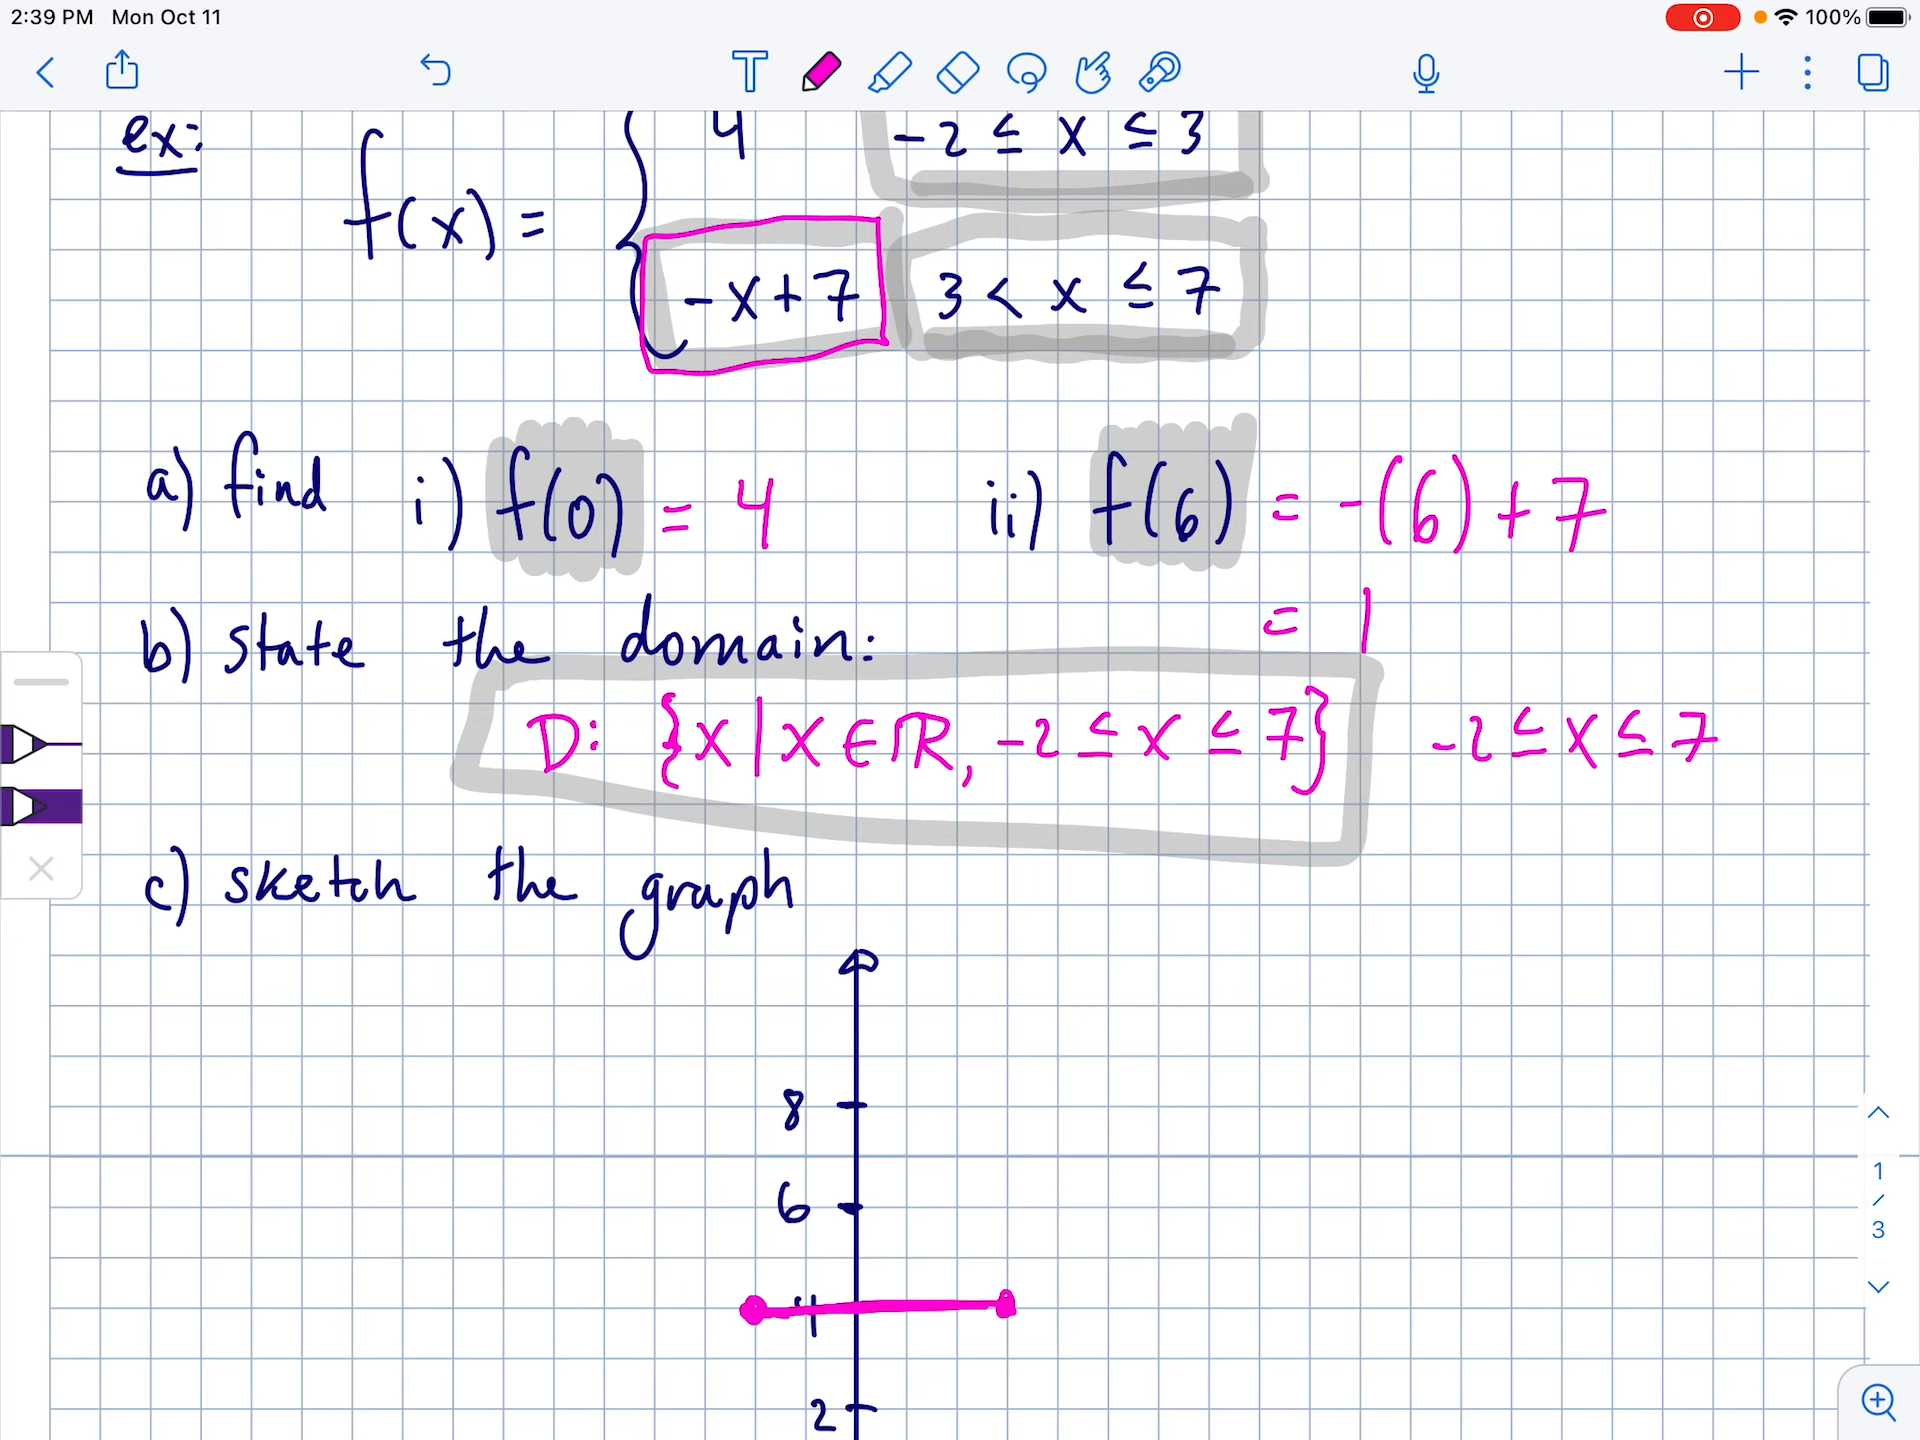 2:39 PM Mon Oct 11 100%
T
ex:
f(x) = { 4 -2 ≤ x ≤ 3
-x+7 3 < x ≤ 7
a) find i) f(0) = 4 ii) f(6) = -(6)+7
= 1
b) state the domain:
D: {x | x ∈ ℝ, -2 ≤ x ≤ 7} -2 ≤ x ≤ 7
c) sketch the graph
8
6
4
2
1
/
3